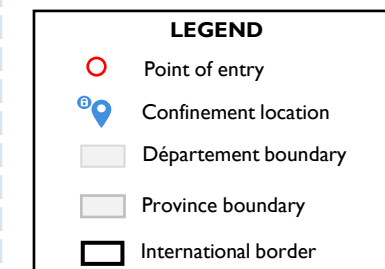 LEGEND
Point of entry
a
Confinement location
Département boundary
Province boundary
International border